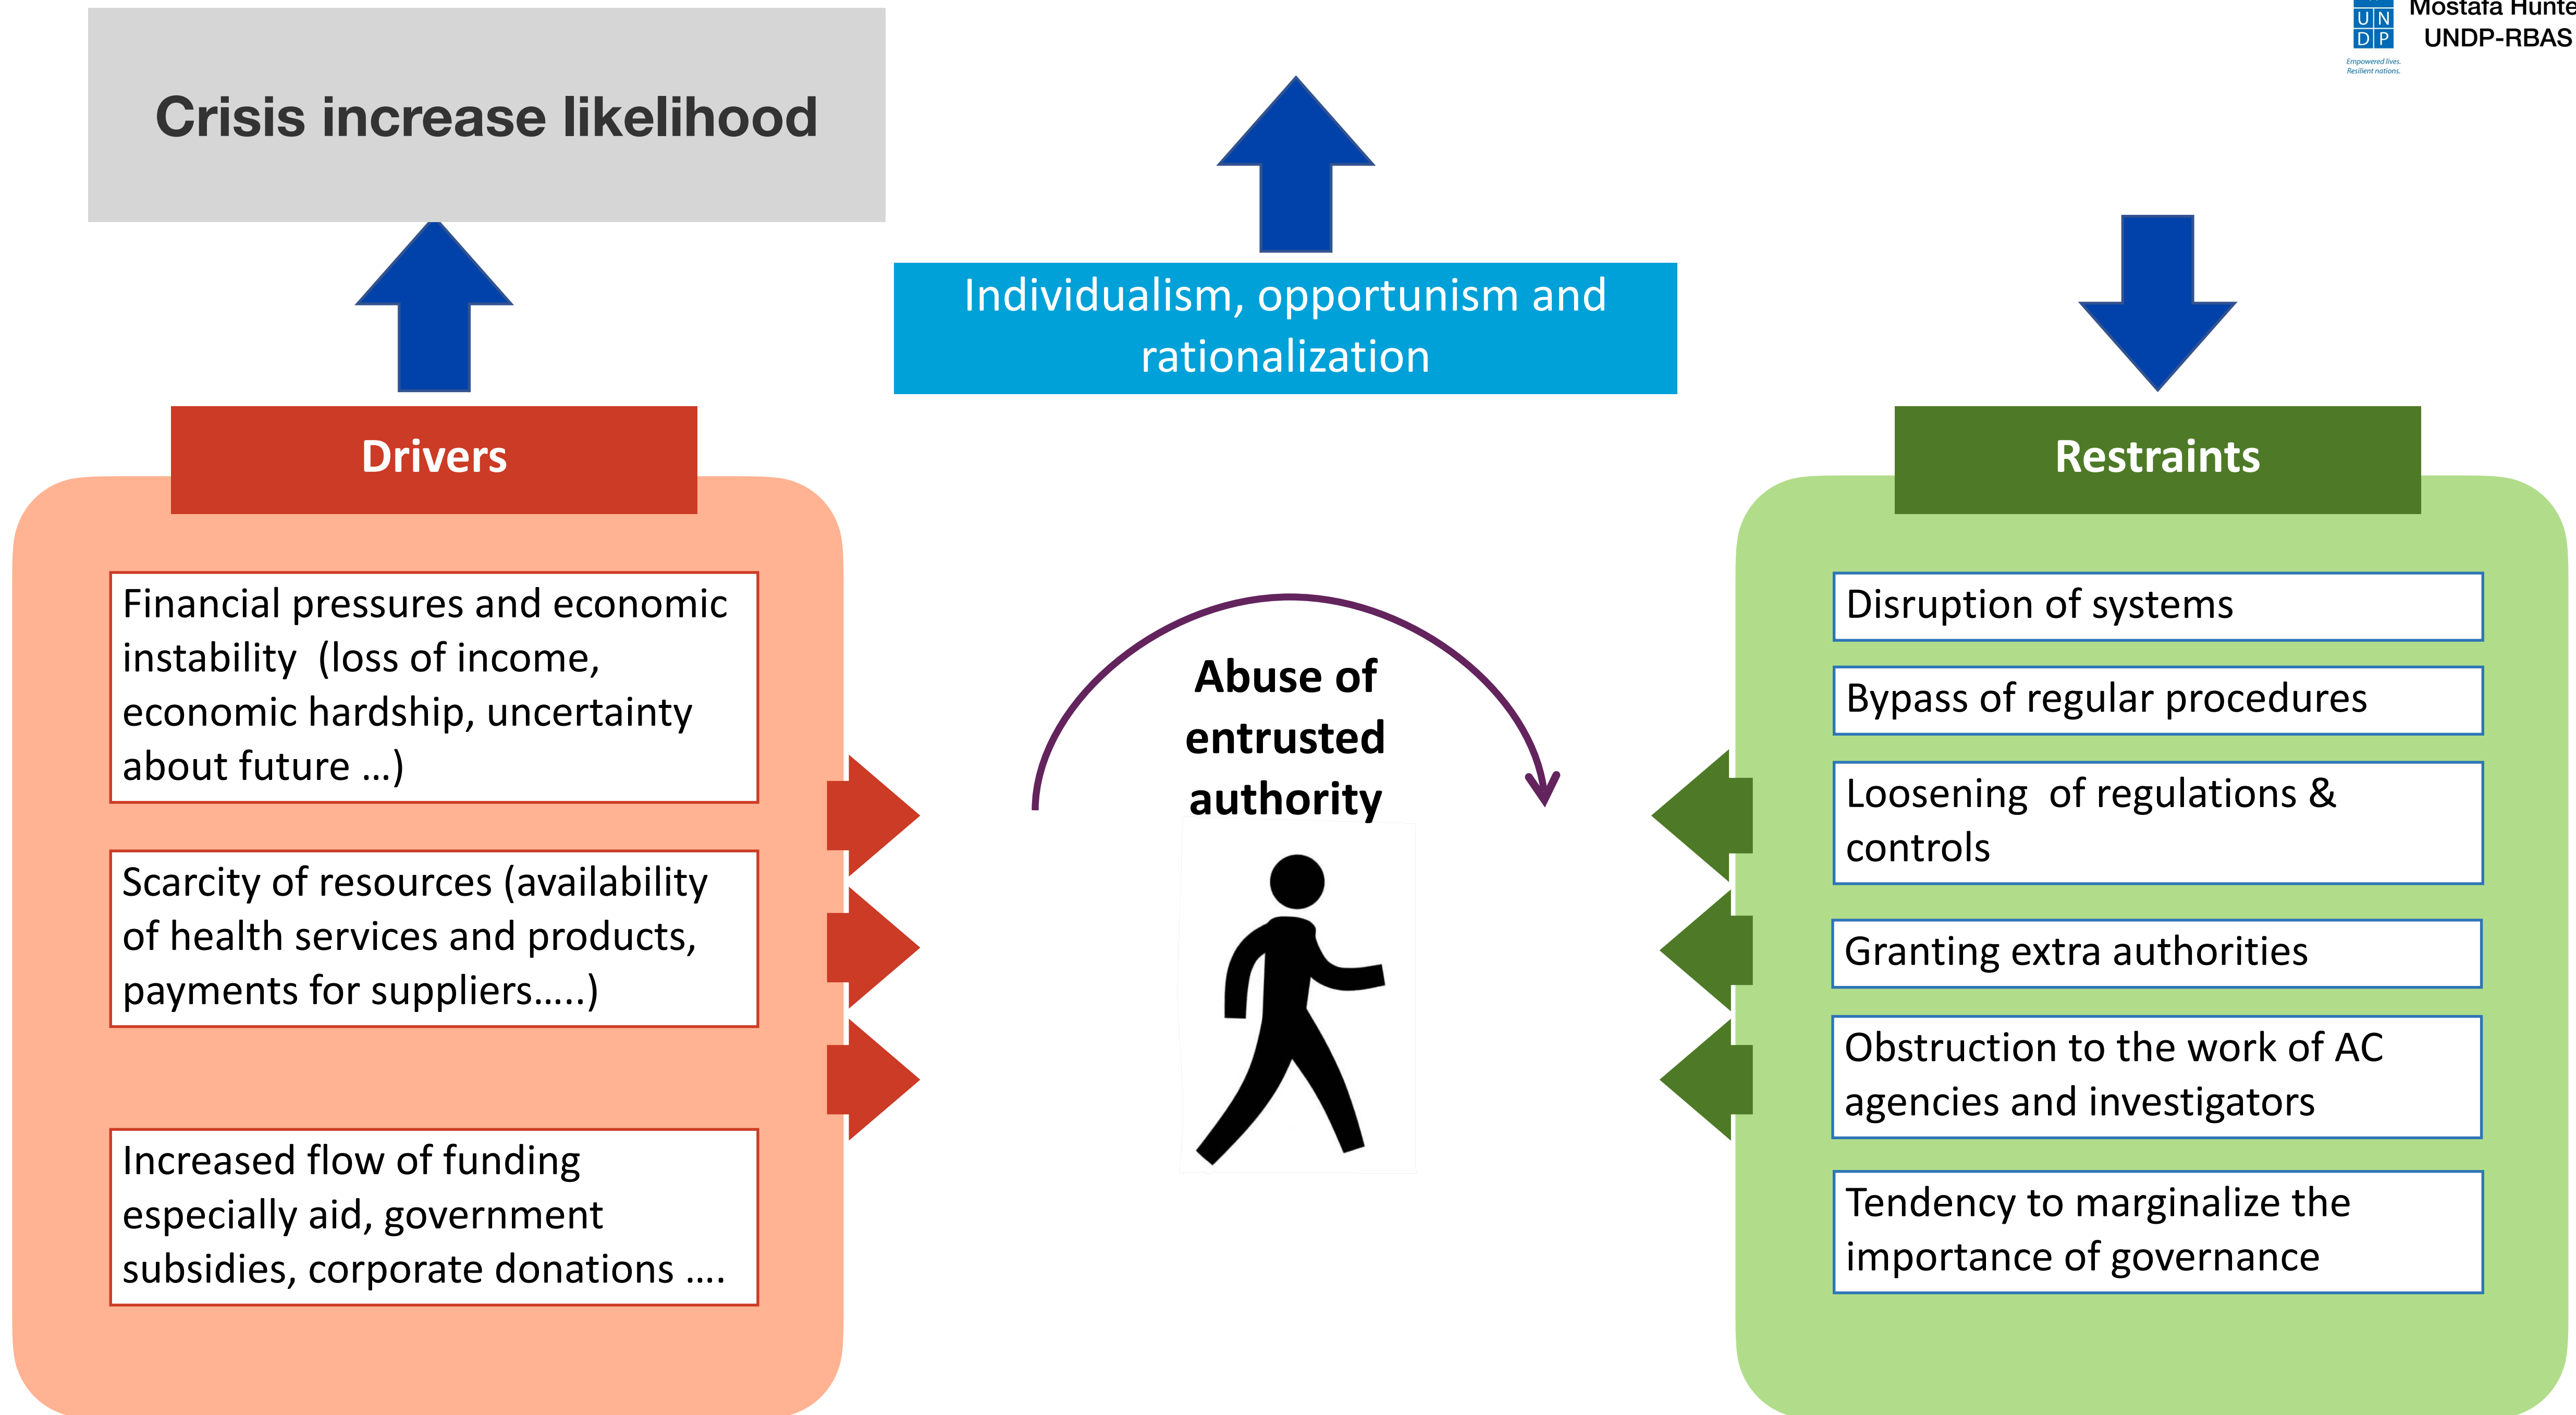 Crisis increase likelihood
UN
DP
Empowered lives.
Resilient nations.
Mostafa Hunte
UNDP-RBAS
Individualism, opportunism and
rationalization
Drivers
Financial pressures and economic
instability (loss of income,
economic hardship, uncertainty
about future ...)
Scarcity of resources (availability
of health services and products,
payments for suppliers.....)
Increased flow of funding
especially aid, government
subsidies, corporate donations ....
Abuse of
entrusted
authority
Restraints
Disruption of systems
Bypass of regular procedures
Loosening of regulations &
controls
Granting extra authorities
Obstruction to the work of AC
agencies and investigators
Tendency to marginalize the
importance of governance